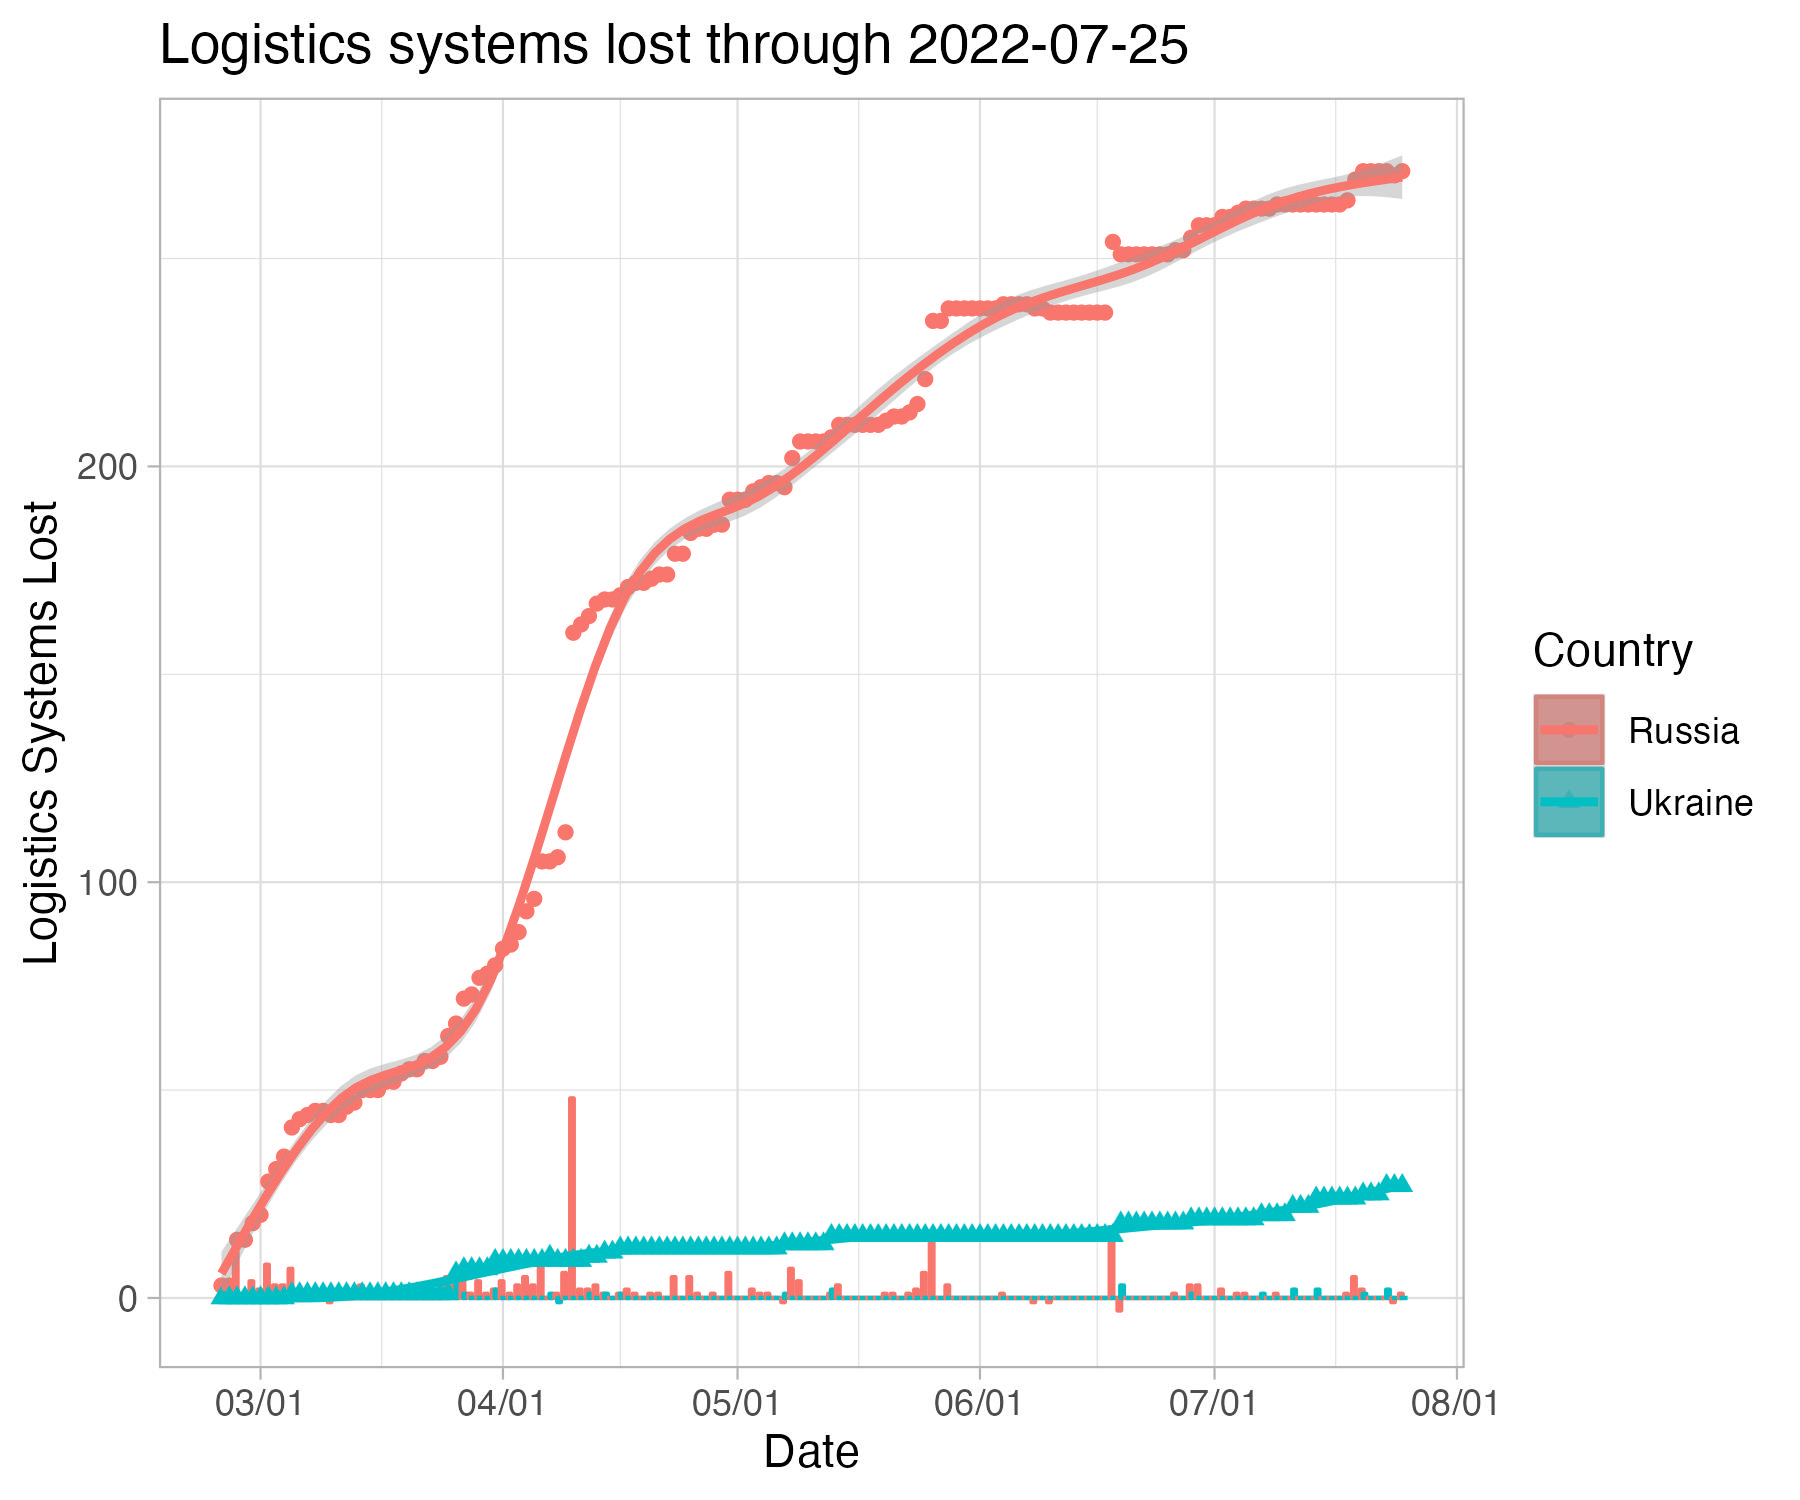 Logistics systems lost through 2022-07-25
Logistics Systems Lost
200
100
0
03/01
04/01
05/01
06/01
07/01
08/01
Date
Country
Russia
Ukraine